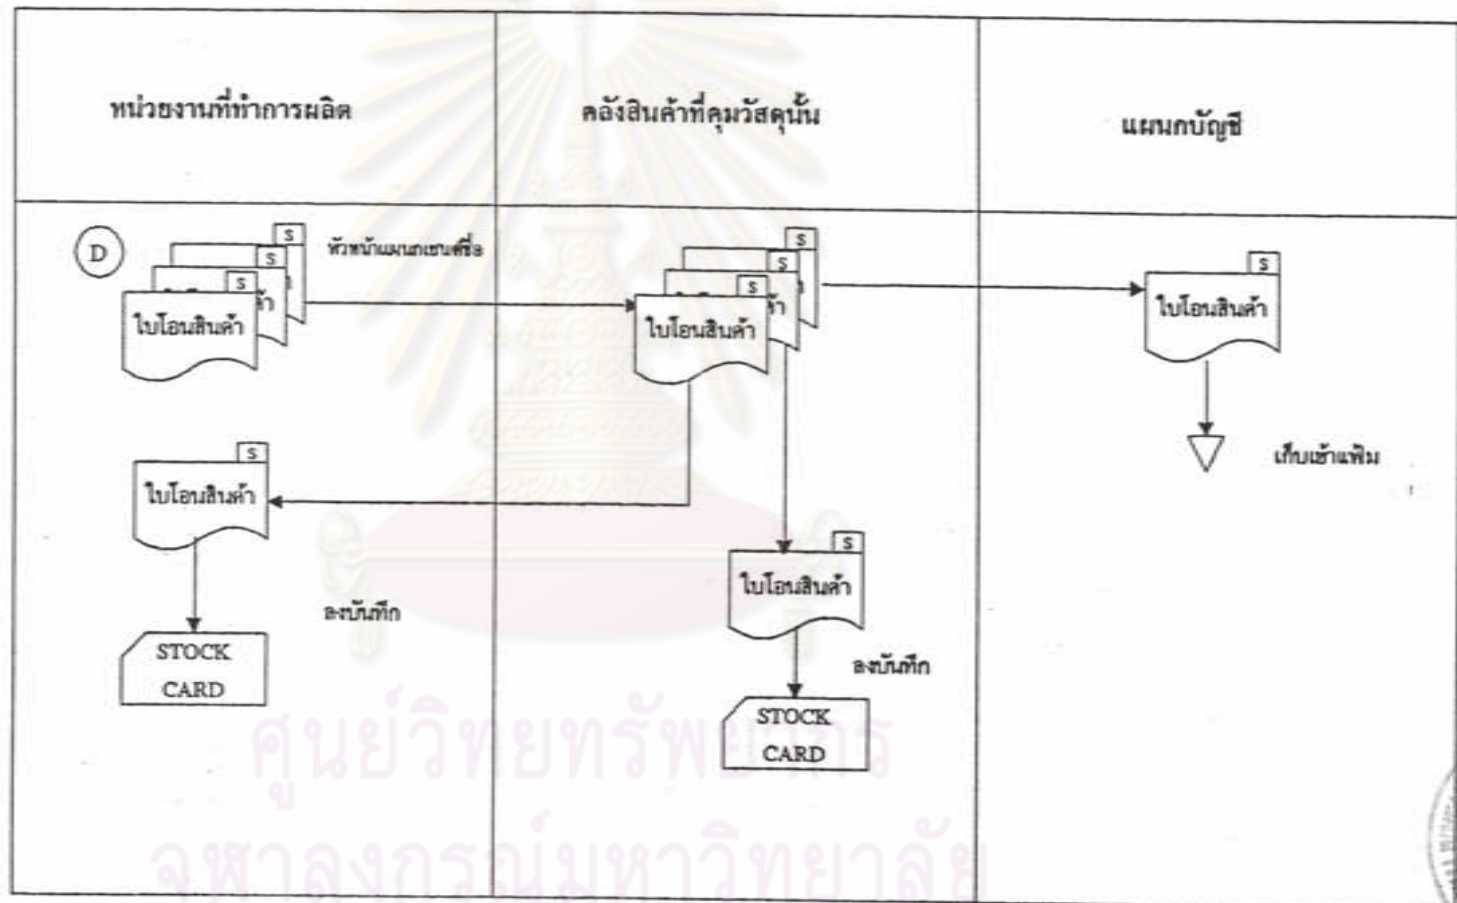 หน่วยงานที่ทำการผลิต
คลังสินค้าที่คุมวัสดุนั้น
แผนกบัญชี
D
S
S
S
หัวหน้าแผนกเซนต์ชื่อ
ใบโอนสินค้า
S
S
S
ใบโอนสินค้า
S
ใบโอนสินค้า
เก็บเข้าแฟ้ม
S
ใบโอนสินค้า
ลงบันทึก
STOCK
CARD
S
ใบโอนสินค้า
ลงบันทึก
STOCK
CARD
ศูนย์วิทยทรัพยากร
จุฬาลงกรณ์มหาวิทยาลัย